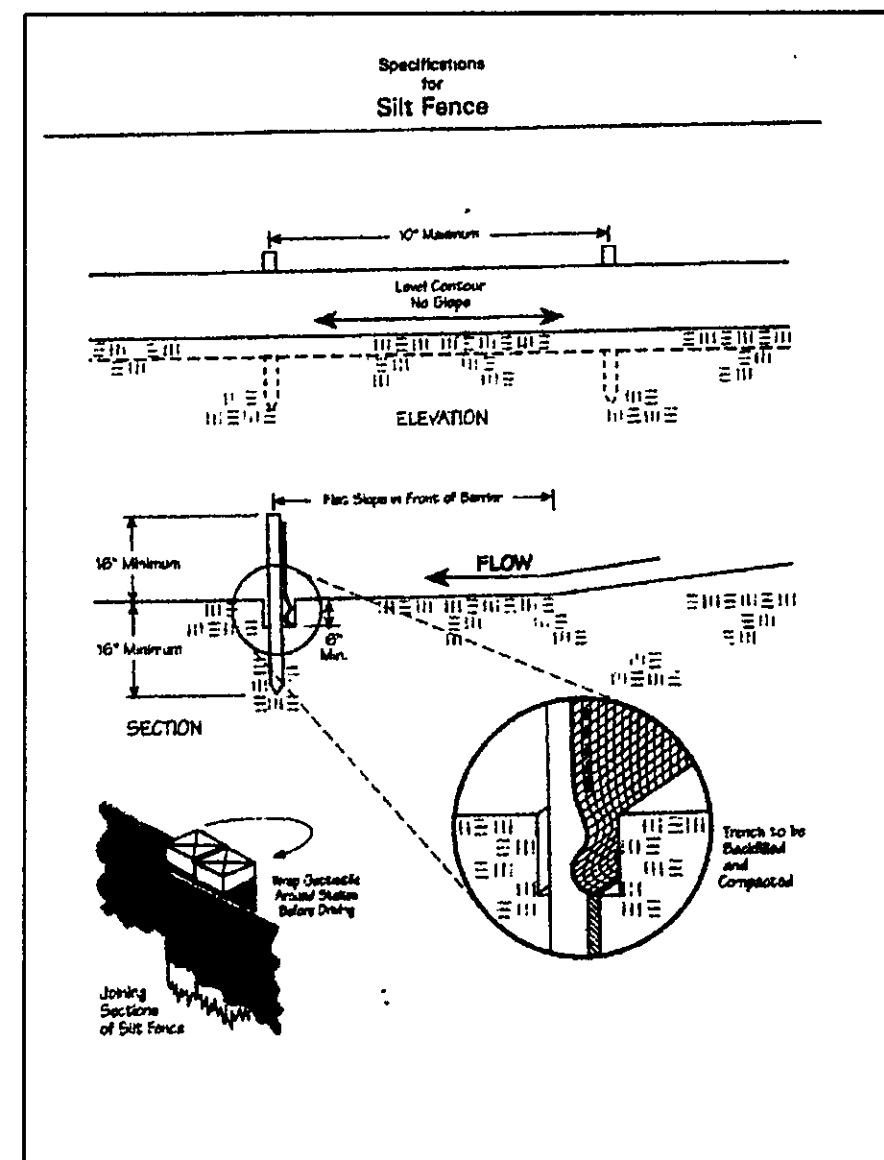 Specifications
for
Silt Fence
10" Maximum
Level Contour
No Slope
ELEVATION
Flat Slope in Front of Barrier
16" Minimum
FLOW
16" Minimum
6"
Min.
SECTION
Trench to be
Backfilled
and
Compacted
Wrap Geotextile
Around Stakes
Before Driving
Joining
Sections
of Silt Fence